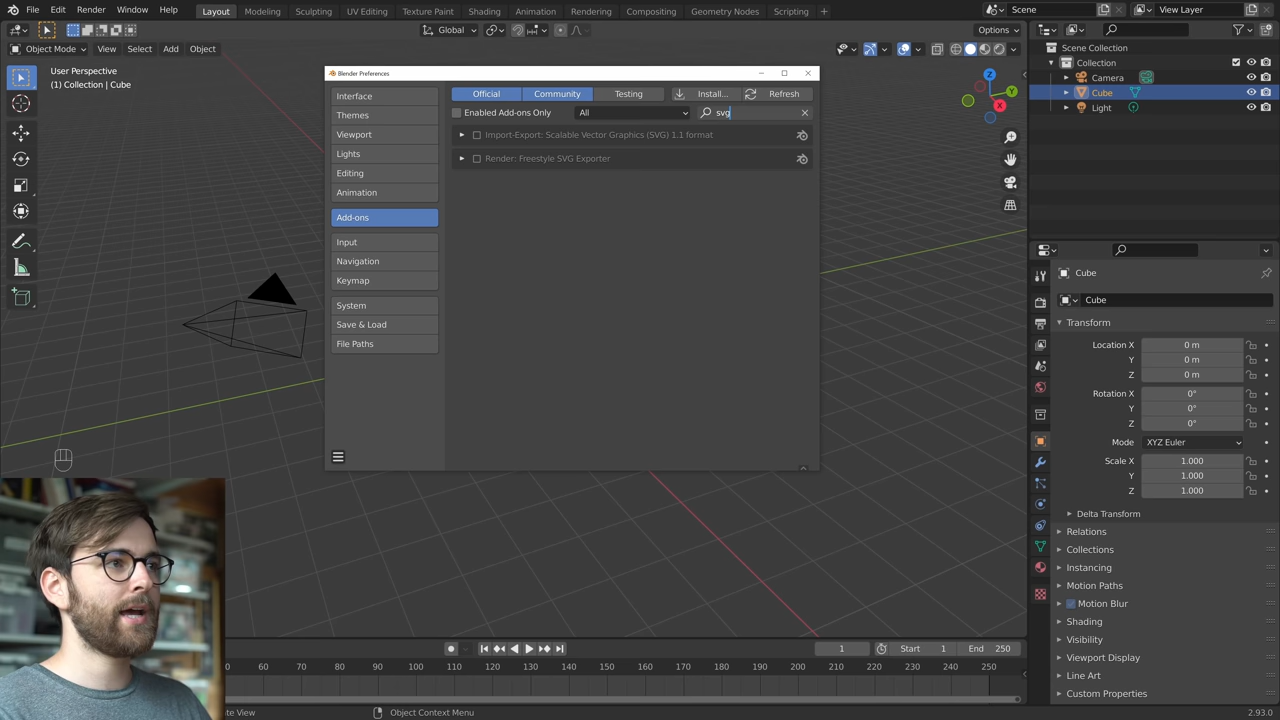 File Edit Render Window Help
Layout Modeling Sculpting UV Editing Texture Paint Shading Animation Rendering Compositing Geometry Nodes Scripting +
Scene
View Layer
Object Mode View Select Add Object
Global
Options
User Perspective
(1) Collection | Cube
Z
Y
X
Blender Preferences
Interface
Themes
Viewport
Lights
Editing
Animation
Add-ons
Input
Navigation
Keymap
System
Save & Load
File Paths
Official Community Testing Install... Refresh
Enabled Add-ons Only All svg
Import-Export: Scalable Vector Graphics (SVG) 1.1 format
Render: Freestyle SVG Exporter
Scene Collection
Collection
Camera
Cube
Light
Cube
Cube
Transform
Location X 0 m
Y 0 m
Z 0 m
Rotation X 0°
Y 0°
Z 0°
Mode XYZ Euler
Scale X 1.000
Y 1.000
Z 1.000
Delta Transform
Relations
Collections
Instancing
Motion Paths
Motion Blur
Shading
Visibility
Viewport Display
Line Art
Custom Properties
1 Start 1 End 250
60 70 80 90 100 110 120 130 140 150 160 170 180 190 200 210 220 230 240 250
View Object Context Menu 2.93.0